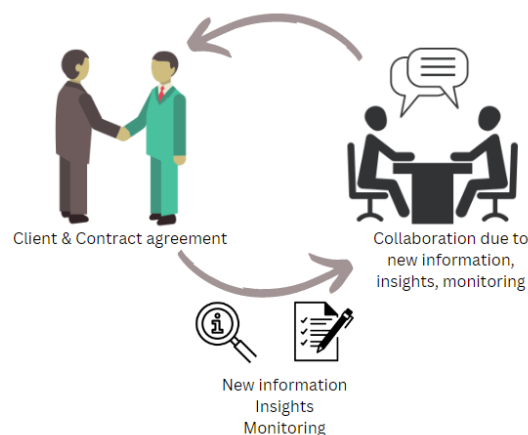 Client & Contract agreement
Collaboration due to
new information,
insights, monitoring
New information
Insights
Monitoring